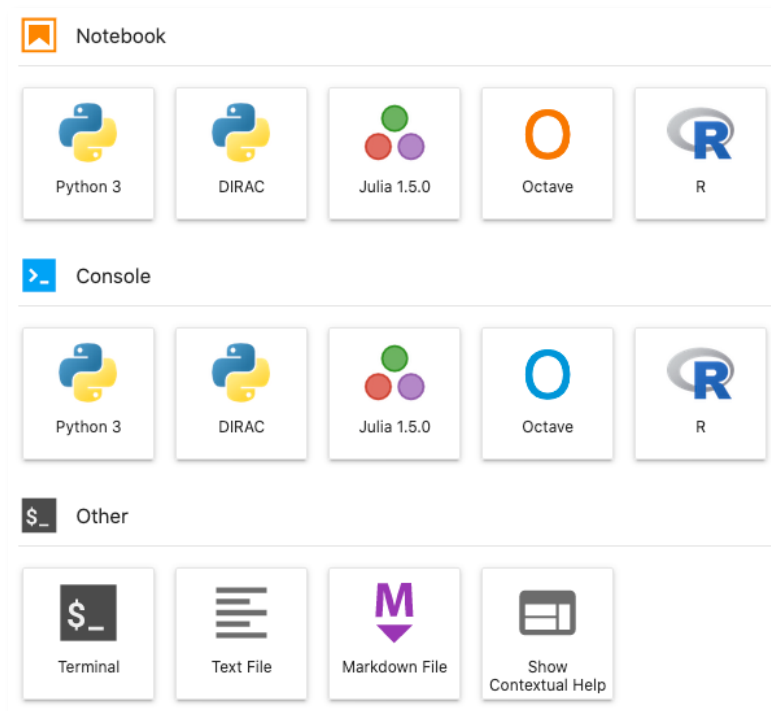 Notebook
Python 3
DIRAC
Julia 1.5.0
O
Octave
R
R
>_
Console
Python 3
DIRAC
Julia 1.5.0
O
Octave
R
R
$_
Other
$_
Terminal
Text File
M
Markdown File
Show
Contextual Help